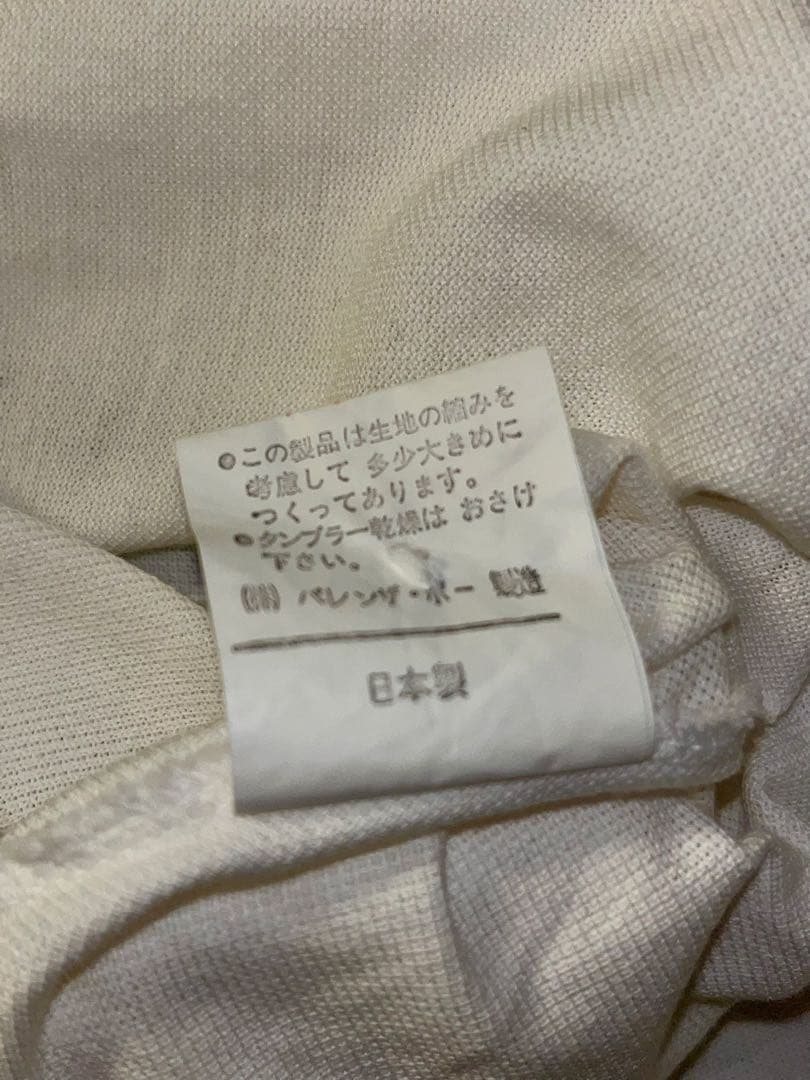 ●この製品は生地の縮みを
考慮して 多少大きめに
つくってあります。
●タンブラー乾燥は おさけ
下さい。
(株) バレンザ・ポー 製造
日本製